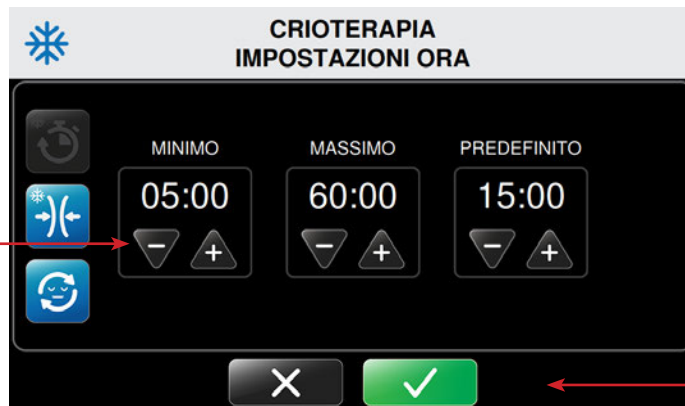 CRIOTERAPIA
IMPOSTAZIONI ORA
MINIMO MASSIMO PREDEFINITO
05:00 60:00 15:00